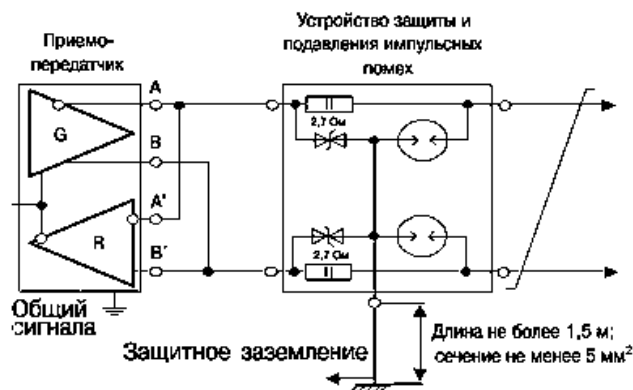 Устройство защиты и
подавления импульсных
помех
Приемо-
передатчик
A
G
B
A'
R
B'
2,7 Ом
2,7 Ом
Общий
сигнала
Защитное заземление
Длина не более 1,5 м;
сечение не менее 5 мм²